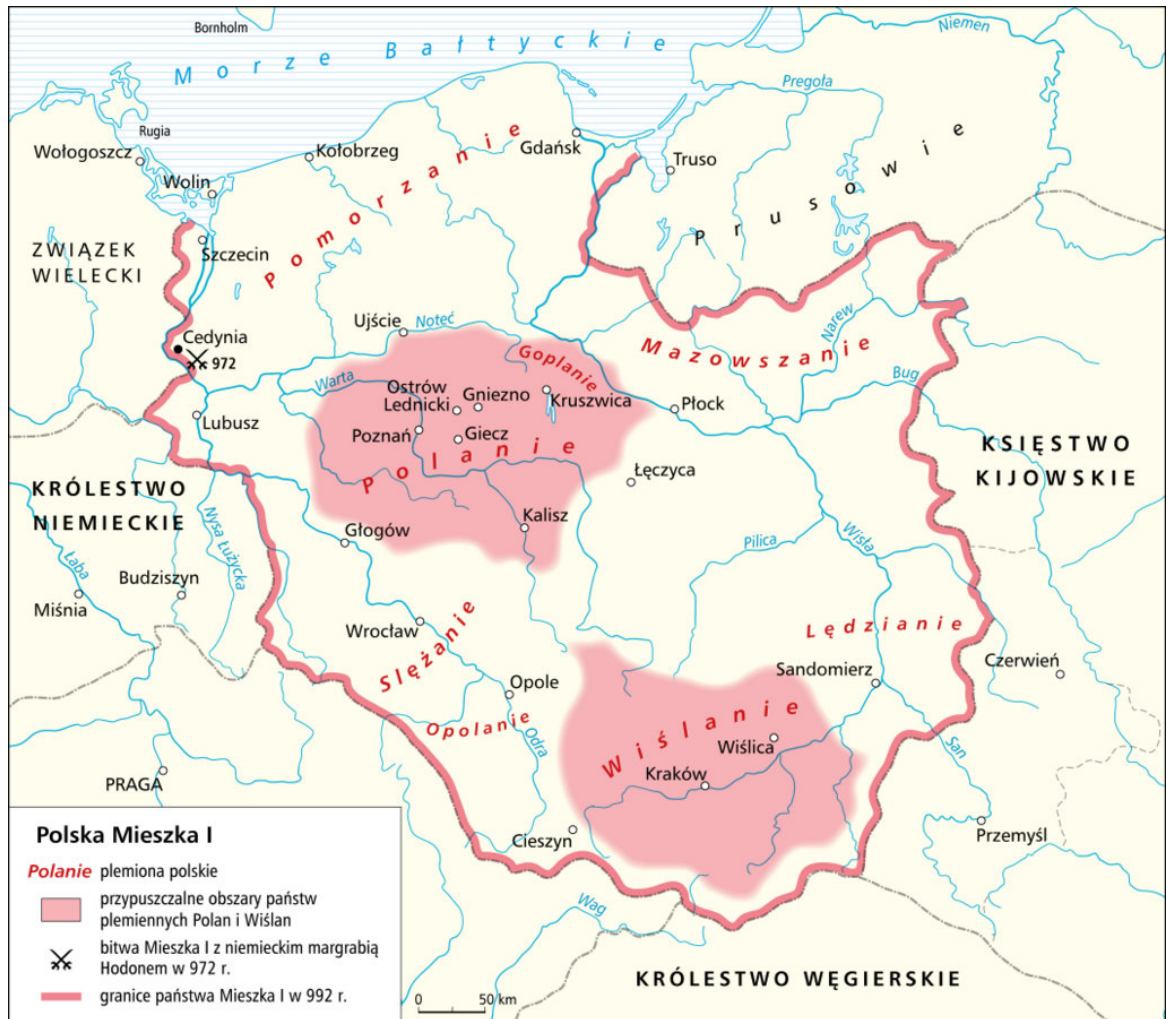 Bornholm
Morze Bałtyckie
Niemen
Pregoła
Rugia
Wołogoszcz
Kołobrzeg
Gdańsk
Truso
Wolin
Pomorzanie
Prusowie
ZWIĄZEK
WIELECKI
Szczecin
Ujście
Noteć
Cedynia
972
Goplanie
Mazowszanie
Narew
Bug
Warta
Ostrów
Lednicki
Gniezno
Kruszwica
Płock
Lubusz
Poznań
Giecz
Polanie
Łęczyca
KSIĘSTWO
KIJOWSKIE
KRÓLESTWO
NIEMIECKIE
Nysa Łużycka
Głogów
Kalisz
Pilica
Wisła
Łaba
Budziszyn
Miśnia
Wrocław
Slężanie
Lędzianie
Sandomierz
Czerwień
Opole
Opolanie
Odra
Wiślanie
Wiślica
San
Kraków
PRAGA
Cieszyn
Przemyśl
Wag
KRÓLESTWO WĘGIERSKIE
Polska Mieszka I
Polanie plemiona polskie
przypuszczalne obszary państw
plemiennych Polan i Wiślan
bitwa Mieszka I z niemieckim margrabią
Hodonem w 972 r.
granice państwa Mieszka I w 992 r.
0 50 km